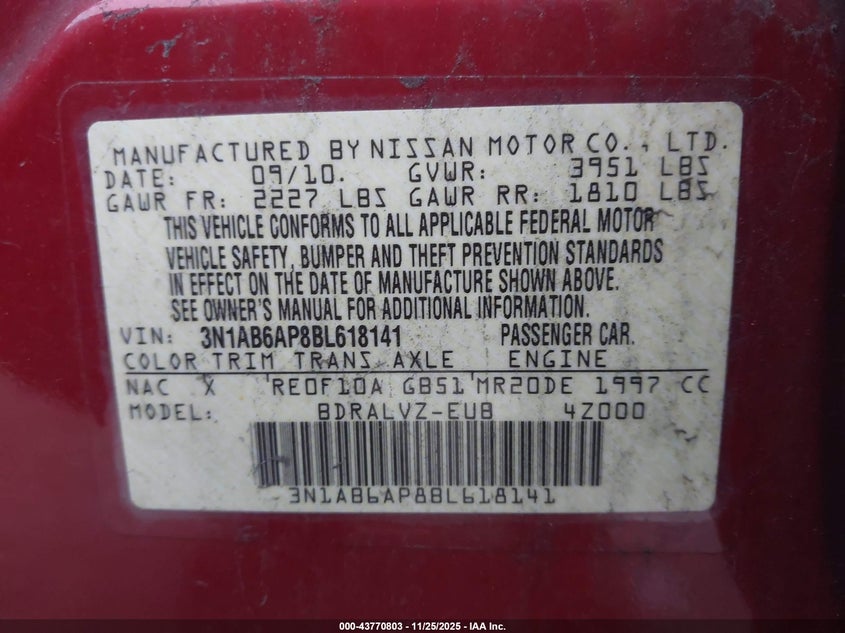 MANUFACTURED BY NISSAN MOTOR CO., LTD.
DATE: 09/10. GVWR: 3951 LBS
GAWR FR: 2227 LBS GAWR RR: 1810 LBS
THIS VEHICLE CONFORMS TO ALL APPLICABLE FEDERAL MOTOR
VEHICLE SAFETY, BUMPER AND THEFT PREVENTION STANDARDS
IN EFFECT ON THE DATE OF MANUFACTURE SHOWN ABOVE.
SEE OWNER'S MANUAL FOR ADDITIONAL INFORMATION.
VIN: 3N1AB6AP8BL618141 PASSENGER CAR.
COLOR TRIM TRANS AXLE ENGINE
NAC X RE0F10A GB51 MR20DE 1997 CC
MODEL: BDRALVZ-EUB 4Z000
3N1AB6AP8BL618141
000-43770803 - 11/25/2025 - IAA Inc.